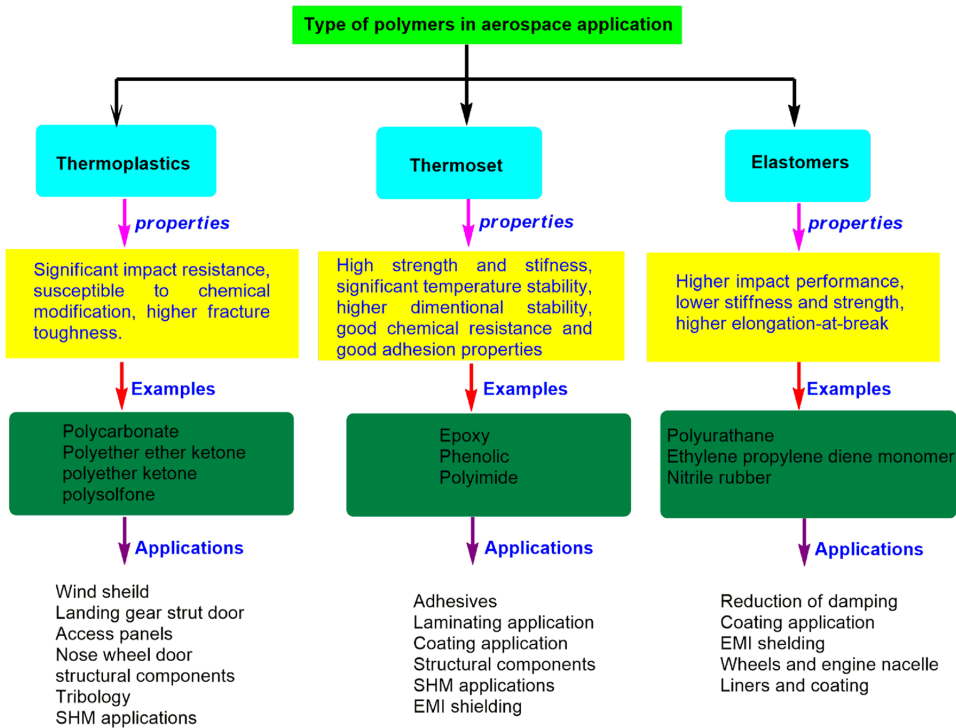 Type of polymers in aerospace application
Thermoplastics
properties
Significant impact resistance,
susceptible to chemical
modification, higher fracture
toughness.
Examples
Polycarbonate
Polyether ether ketone
polyether ketone
polysolfone
Applications
Wind sheild
Landing gear strut door
Access panels
Nose wheel door
structural components
Tribology
SHM applications
Thermoset
properties
High strength and stifness,
significant temperature stability,
higher dimentional stability,
good chemical resistance and
good adhesion properties
Examples
Epoxy
Phenolic
Polyimide
Applications
Adhesives
Laminating application
Coating application
Structural components
SHM applications
EMI shielding
Elastomers
properties
Higher impact performance,
lower stiffness and strength,
higher elongation-at-break
Examples
Polyurathane
Ethylene propylene diene monomer
Nitrile rubber
Applications
Reduction of damping
Coating application
EMI shelding
Wheels and engine nacelle
Liners and coating